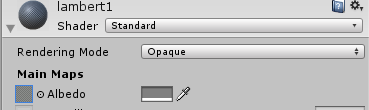 lambert1
Shader Standard
Rendering Mode Opaque
Main Maps
Albedo